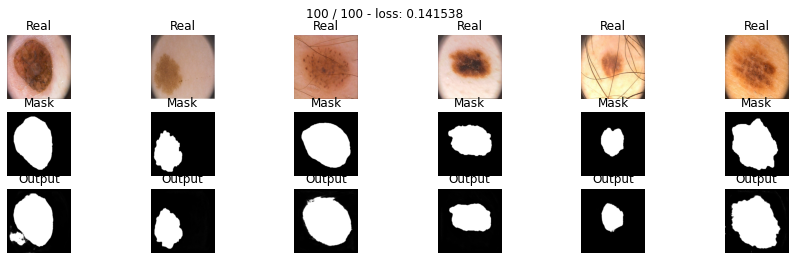 100 / 100 - loss: 0.141538
Real Real Real Real Real Real
Mask Mask Mask Mask Mask Mask
Output Output Output Output Output Output